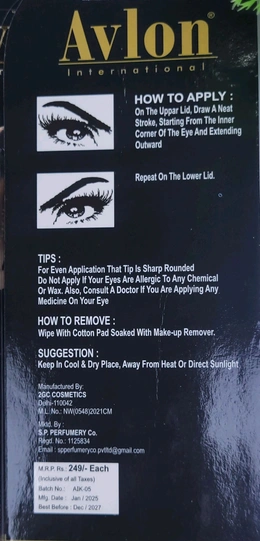 Avlon®
International
HOW TO APPLY :
On The Uppar Lid, Draw A Neat
Stroke, Starting From The Inner
Corner Of The Eye And Extending
Outward
Repeat On The Lower Lid.
TIPS :
For Even Application That Tip Is Sharp Rounded
Do Not Apply If Your Eyes Are Allergic To Any Chemical
Or Wax. Also, Consult A Doctor If You Are Applying Any
Medicine On Your Eye
HOW TO REMOVE :
Wipe With Cotton Pad Soaked With Make-up Remover.
SUGGESTION :
Keep In Cool & Dry Place, Away From Heat Or Direct Sunlight
Manufactured By:
2GC COSMETICS
Delhi-110042
M.L. No.: NW(0548)2021CM
Mktd. By :
S.P. PERFUMERY Co.
Regtd. No.: 1125834
Email : spperfumeryco.pvtltd@gmail.com
M.R.P. Rs.: 249/- Each
(Inclusive of all Taxes)
Batch No.: AIK-05
Mfg. Date : Jan / 2025
Best Before : Dec / 2027